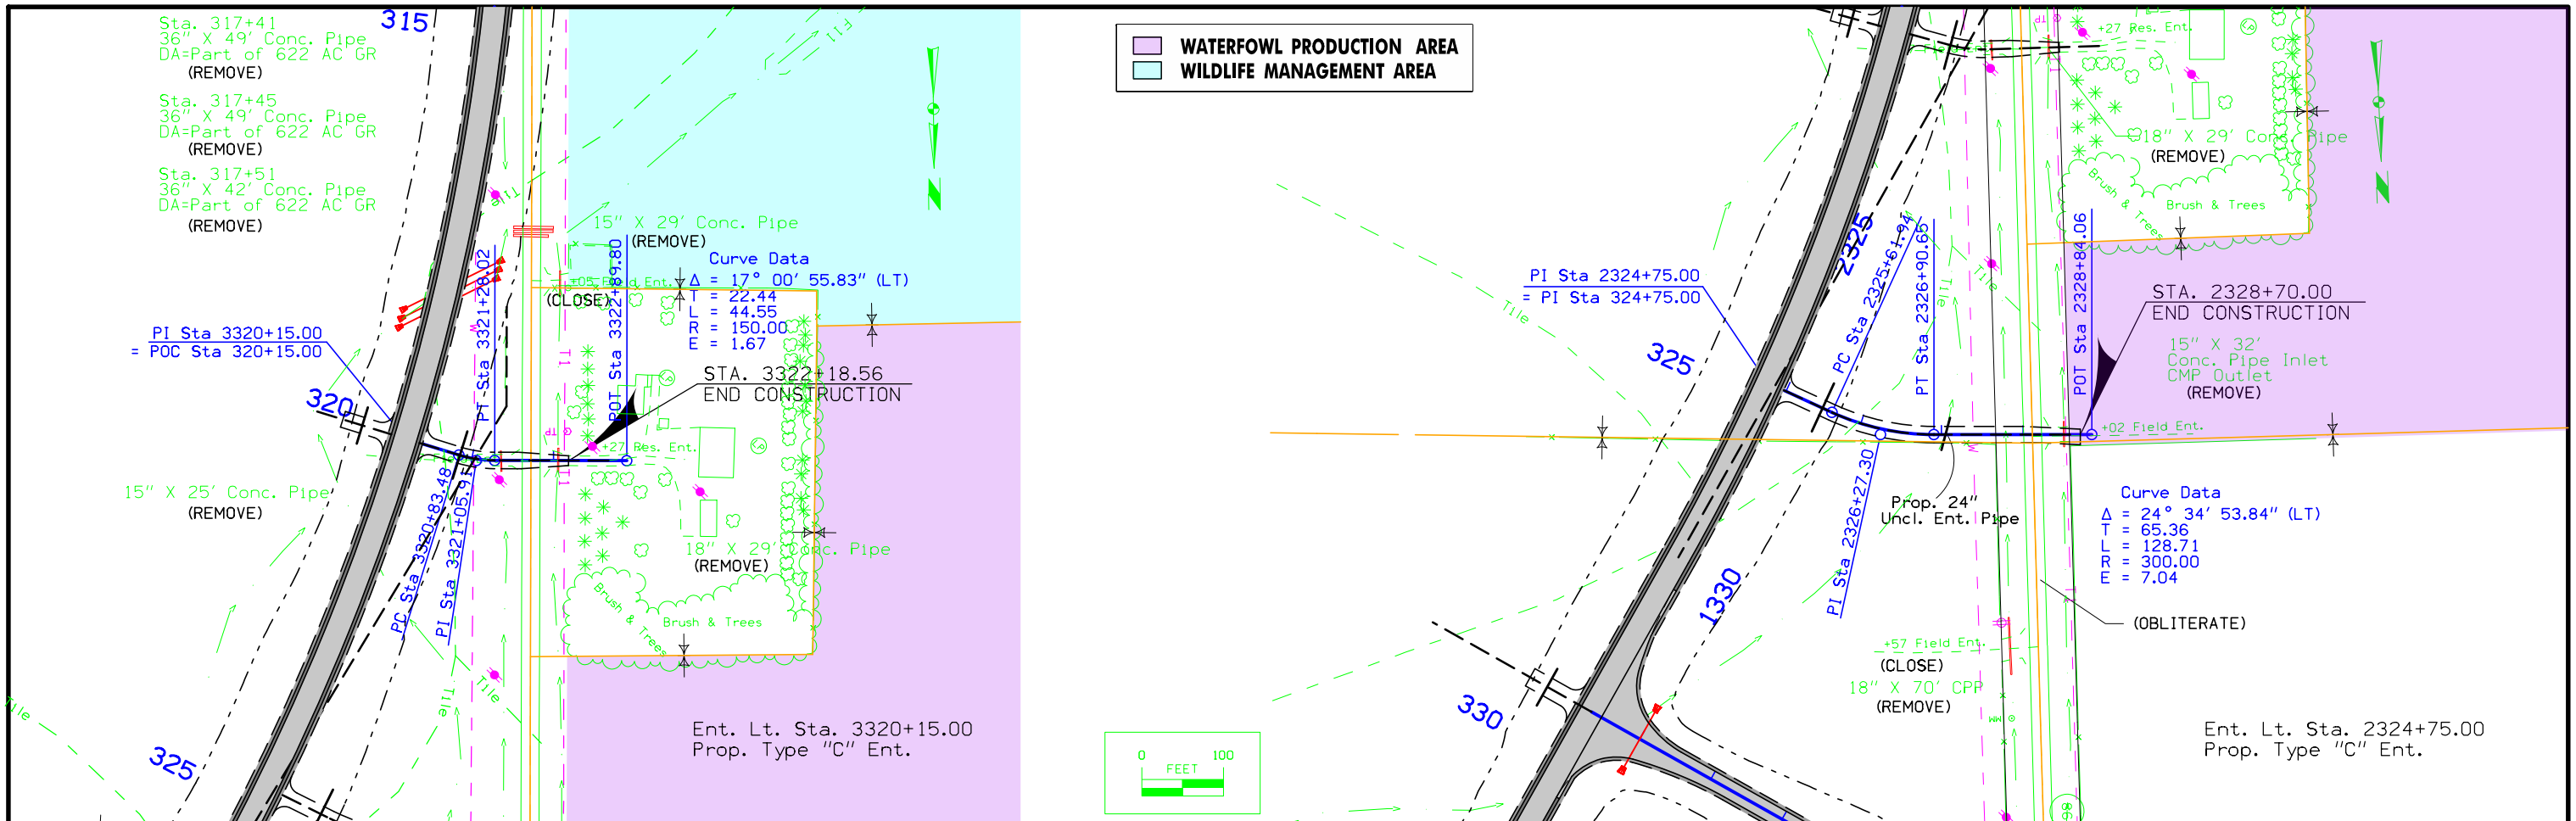 Sta. 317+41
36" X 49' Conc. Pipe
DA=Part of 622 AC GR
(REMOVE)
Sta. 317+45
36" X 49' Conc. Pipe
DA=Part of 622 AC GR
(REMOVE)
Sta. 317+51
36" X 42' Conc. Pipe
DA=Part of 622 AC GR
(REMOVE)
315
Tile
15" X 29' Conc. Pipe
(REMOVE)
Curve Data
Δ = 17° 00' 55.83" (LT)
T = 22.44
L = 44.55
R = 150.00
E = 1.67
+05 Field Ent.
(CLOSE)
PT Sta 3321+28.02
POT Sta 3322+89.80
PI Sta 3320+15.00
= POC Sta 320+15.00
STA. 3322+18.56
END CONSTRUCTION
320
TP
+27 Res. Ent.
15" X 25' Conc. Pipe
(REMOVE)
PC Sta 3320+83.48
PI Sta 3321+05.91
18" X 29' Conc. Pipe
(REMOVE)
Brush & Trees
Brush & Trees
Tile
Tile
Tile
325
Ent. Lt. Sta. 3320+15.00
Prop. Type "C" Ent.
WATERFOWL PRODUCTION AREA
WILDLIFE MANAGEMENT AREA
TP
+27 Res. Ent.
18" X 29' Conc. Pipe
(REMOVE)
Brush & Trees
Brush & Trees
2325
PC Sta 2325+61.94
PT Sta 2326+90.65
POT Sta 2328+84.06
PI Sta 2324+75.00
= PI Sta 324+75.00
STA. 2328+70.00
END CONSTRUCTION
15" X 32'
Conc. Pipe Inlet
CMP Outlet
(REMOVE)
Tile
Tile
Tile
325
+02 Field Ent.
PI Sta 2326+27.30
Prop. 24"
Uncl. Ent. Pipe
Curve Data
Δ = 24° 34' 53.84" (LT)
T = 65.36
L = 128.71
R = 300.00
E = 7.04
1330
(OBLITERATE)
+57 Field Ent.
(CLOSE)
18" X 70' CPP
(REMOVE)
330
MM
Ent. Lt. Sta. 2324+75.00
Prop. Type "C" Ent.
0 100
FEET